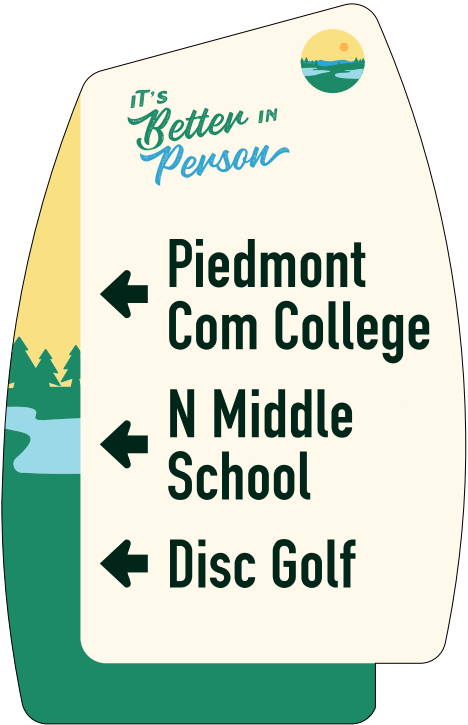 IT'S
Better IN
Person
Piedmont
Com College
N Middle
School
Disc Golf